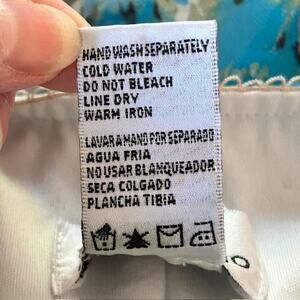 HAND WASH SEPARATELY
COLD WATER
DO NOT BLEACH
LINE DRY
WARM IRON
LAVAR A MANO POR SEPARADO
AGUA FRIA
NO USAR BLANQUEADOR
SECA COLGADO
PLANCHA TIBIA